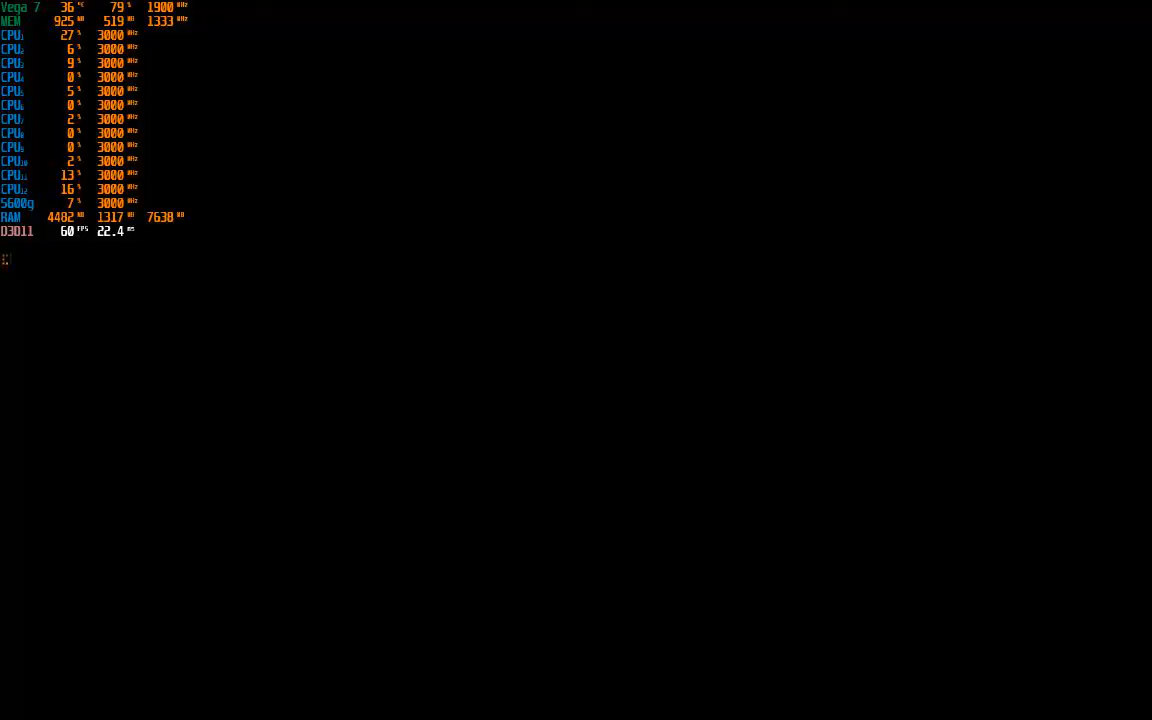 Vega 7 36 °C 79 % 1900 MHz
MEM 925 MB 519 MB 1333 MHz
CPU1 27 % 3000 MHz
CPU2 6 % 3000 MHz
CPU3 9 % 3000 MHz
CPU4 0 % 3000 MHz
CPU5 5 % 3000 MHz
CPU6 0 % 3000 MHz
CPU7 2 % 3000 MHz
CPU8 0 % 3000 MHz
CPU9 0 % 3000 MHz
CPU10 2 % 3000 MHz
CPU11 13 % 3000 MHz
CPU12 16 % 3000 MHz
5600g 7 % 3000 MHz
RAM 4482 MB 1317 MB 7638 MB
D3D11 60 FPS 22.4 ms